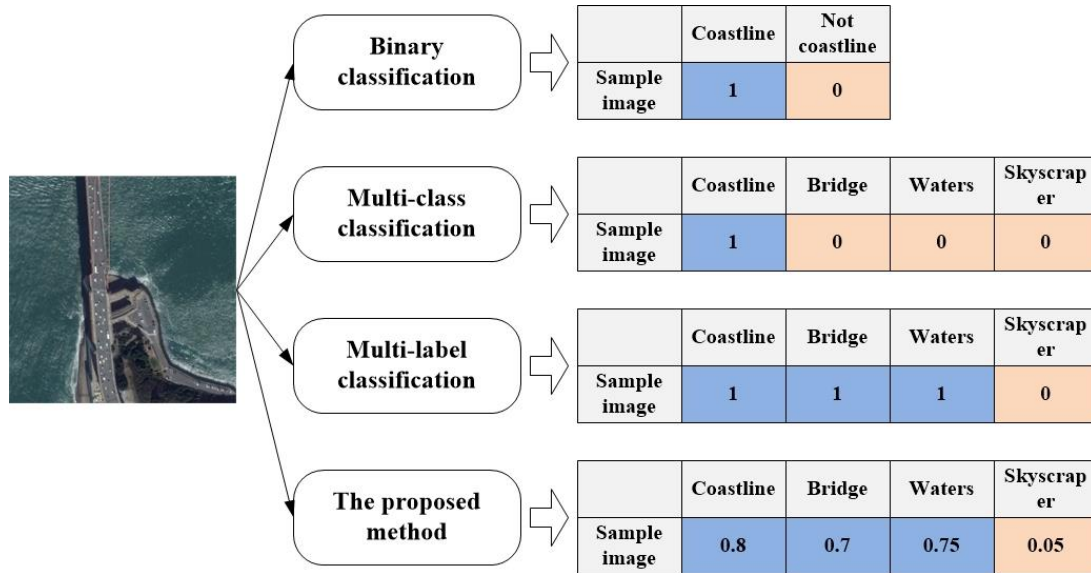 Binary
classification
Coastline
Not
coastline
Sample
image
1
0
Multi-class
classification
Coastline
Bridge
Waters
Skyscrap
er
Sample
image
1
0
0
0
Multi-label
classification
Coastline
Bridge
Waters
Skyscrap
er
Sample
image
1
1
1
0
The proposed
method
Coastline
Bridge
Waters
Skyscrap
er
Sample
image
0.8
0.7
0.75
0.05